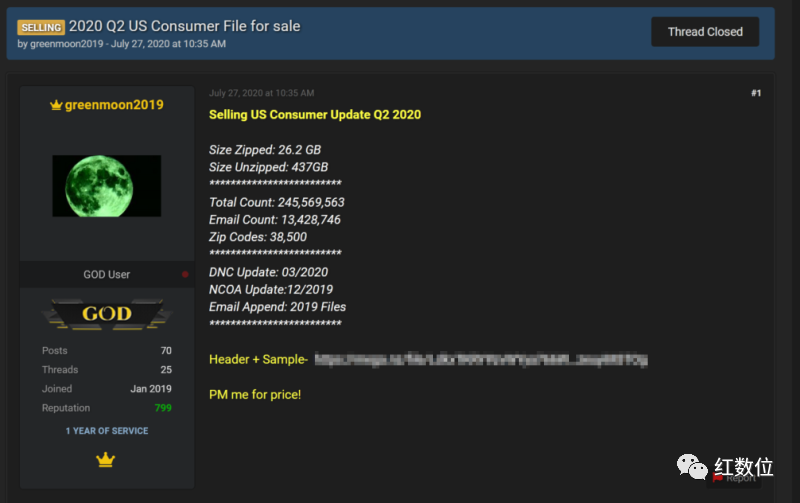 SELLING 2020 Q2 US Consumer File for sale
by greenmoon2019 - July 27, 2020 at 10:35 AM
Thread Closed
greenmoon2019
GOD User
GOD
Posts 70
Threads 25
Joined Jan 2019
Reputation 799
1 YEAR OF SERVICE
July 27, 2020 at 10:35 AM
#1
Selling US Consumer Update Q2 2020
Size Zipped: 26.2 GB
Size Unzipped: 437GB
*************************
Total Count: 245,569,563
Email Count: 13,428,746
Zip Codes: 38,500
*************************
DNC Update: 03/2020
NCOA Update:12/2019
Email Append: 2019 Files
*************************
Header + Sample-
PM me for price!
红数位
Report